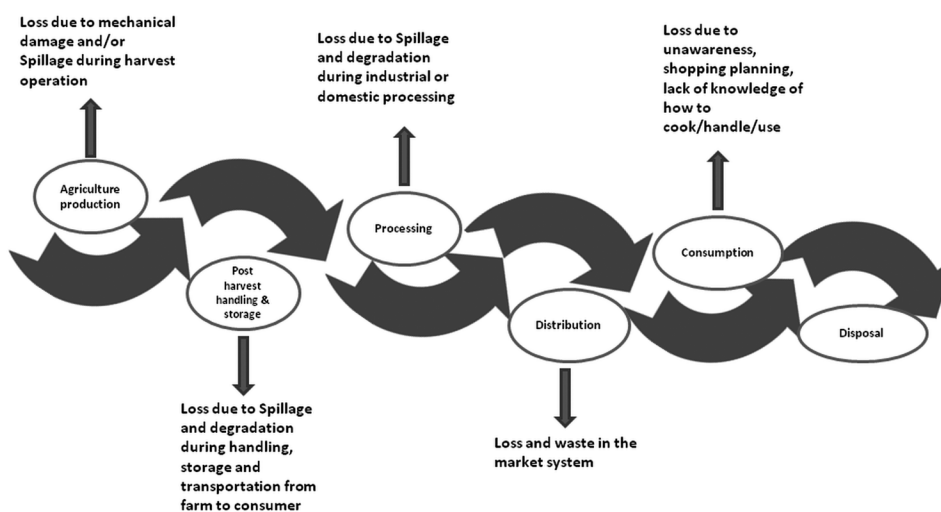 Loss due to mechanical
damage and/or
Spillage during harvest
operation
Loss due to Spillage
and degradation
during industrial or
domestic processing
Loss due to
unawareness,
shopping planning,
lack of knowledge of
how to
cook/handle/use
Agriculture
production
Processing
Consumption
Post
harvest
handling &
storage
Distribution
Disposal
Loss due to Spillage
and degradation
during handling,
storage and
transportation from
farm to consumer
Loss and waste in the
market system